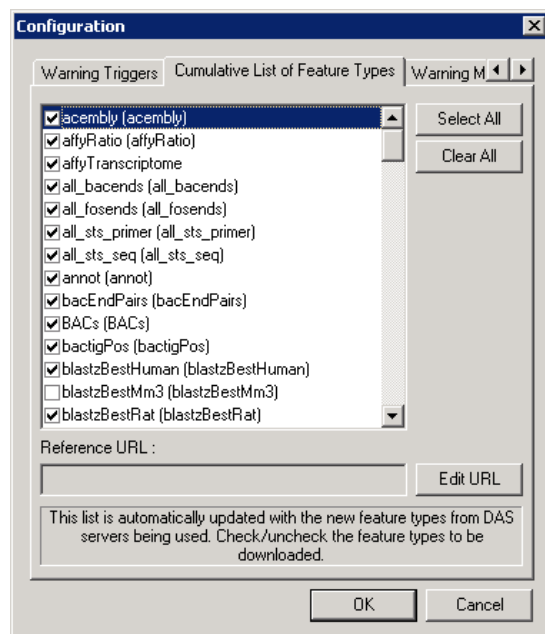 Configuration
Warning Triggers
Cumulative List of Feature Types
Warning M
acembly (acembly)
affyRatio (affyRatio)
affyTranscriptome
all_bacends (all_bacends)
all_fosends (all_fosends)
all_sts_primer (all_sts_primer)
all_sts_seq (all_sts_seq)
annot (annot)
bacEndPairs (bacEndPairs)
BACs (BACs)
bactigPos (bactigPos)
blastzBestHuman (blastzBestHuman)
blastzBestMm3 (blastzBestMm3)
blastzBestRat (blastzBestRat)
Select All
Clear All
Reference URL :
Edit URL
This list is automatically updated with the new feature types from DAS
servers being used. Check/uncheck the feature types to be
downloaded.
OK
Cancel